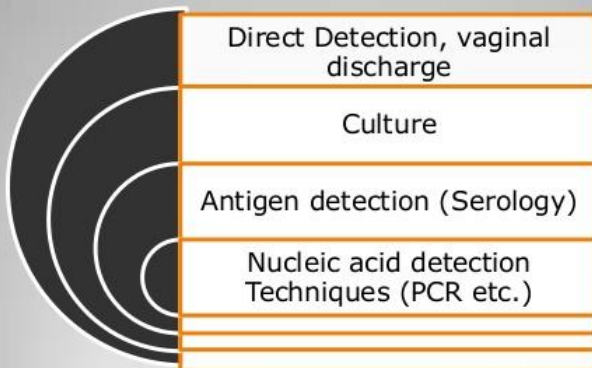 Direct Detection, vaginal
discharge
Culture
Antigen detection (Serology)
Nucleic acid detection
Techniques (PCR etc.)